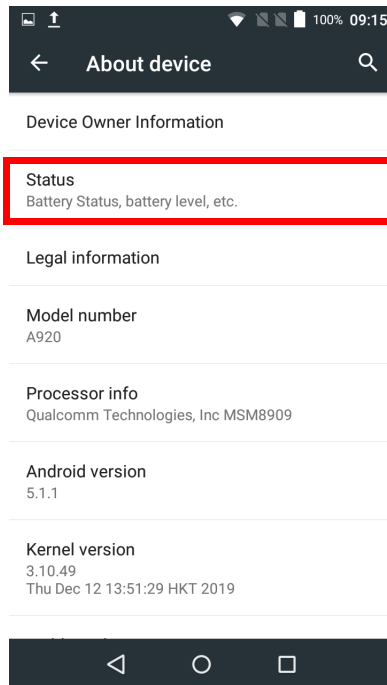 100% 09:15
About device
Device Owner Information
Status
Battery Status, battery level, etc.
Legal information
Model number
A920
Processor info
Qualcomm Technologies, Inc MSM8909
Android version
5.1.1
Kernel version
3.10.49
Thu Dec 12 13:51:29 HKT 2019